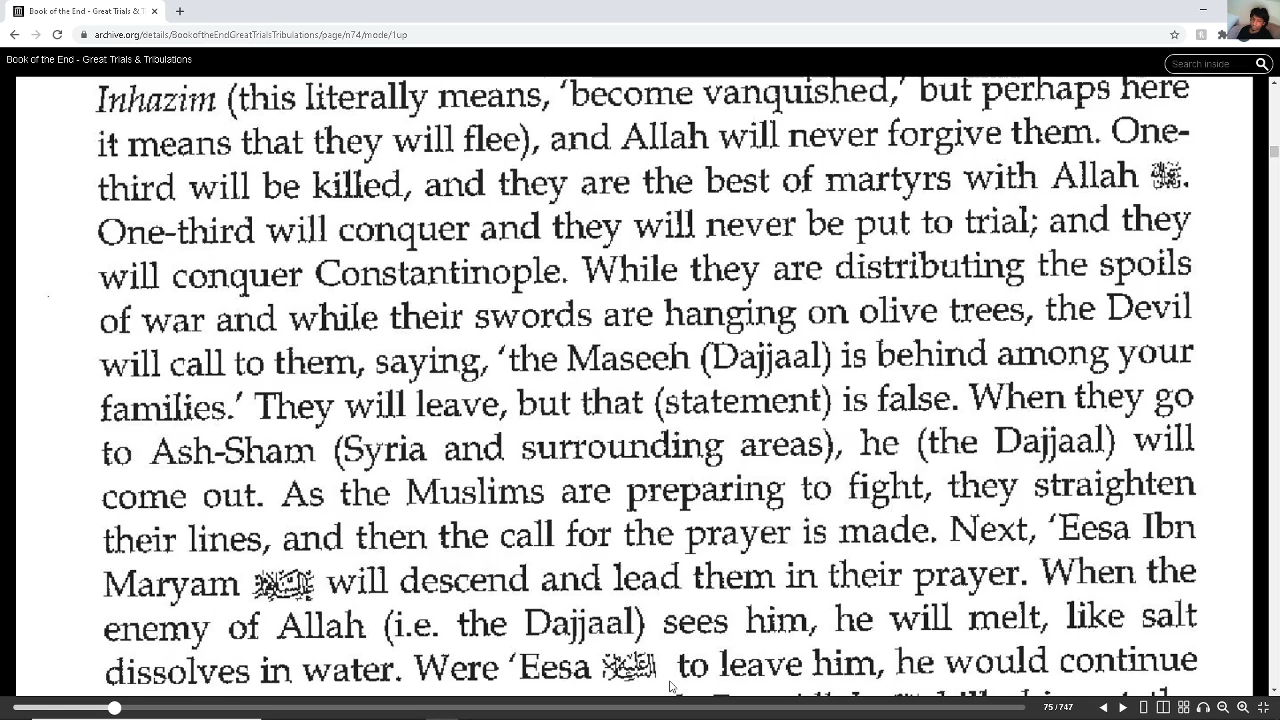 Book of the End - Great Trials & T
archive.org/details/BookoftheEndGreatTrialsTribulations/page/n74/mode/1up
Book of the End - Great Trials & Tribulations
Search inside
Inhazim (this literally means, 'become vanquished,' but perhaps here
it means that they will flee), and Allah will never forgive them. One-
third will be killed, and they are the best of martyrs with Allah ﷻ.
One-third will conquer and they will never be put to trial; and they
will conquer Constantinople. While they are distributing the spoils
of war and while their swords are hanging on olive trees, the Devil
will call to them, saying, 'the Maseeh (Dajjaal) is behind among your
families.' They will leave, but that (statement) is false. When they go
to Ash-Sham (Syria and surrounding areas), he (the Dajjaal) will
come out. As the Muslims are preparing to fight, they straighten
their lines, and then the call for the prayer is made. Next, 'Eesa Ibn
Maryam will descend and lead them in their prayer. When the
enemy of Allah (i.e. the Dajjaal) sees him, he will melt, like salt
dissolves in water. Were 'Eesa to leave him, he would continue
75 / 747